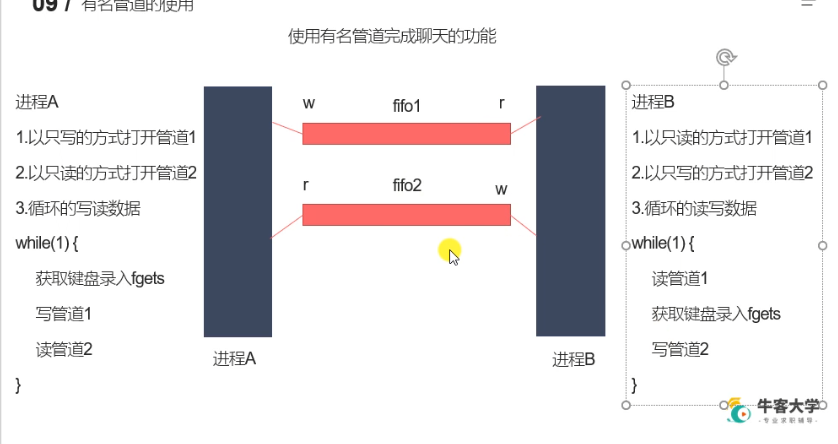 09 / 有名管道的使用
使用有名管道完成聊天的功能
进程A
1.以只写的方式打开管道1
2.以只读的方式打开管道2
3.循环的写读数据
while(1) {
获取键盘录入fgets
写管道1
读管道2
}
w fifo1 r
r fifo2 w
进程A
进程B
进程B
1.以只读的方式打开管道1
2.以只写的方式打开管道2
3.循环的读写数据
while(1) {
读管道1
获取键盘录入fgets
写管道2
}
牛客大学
·专业求职辅导·